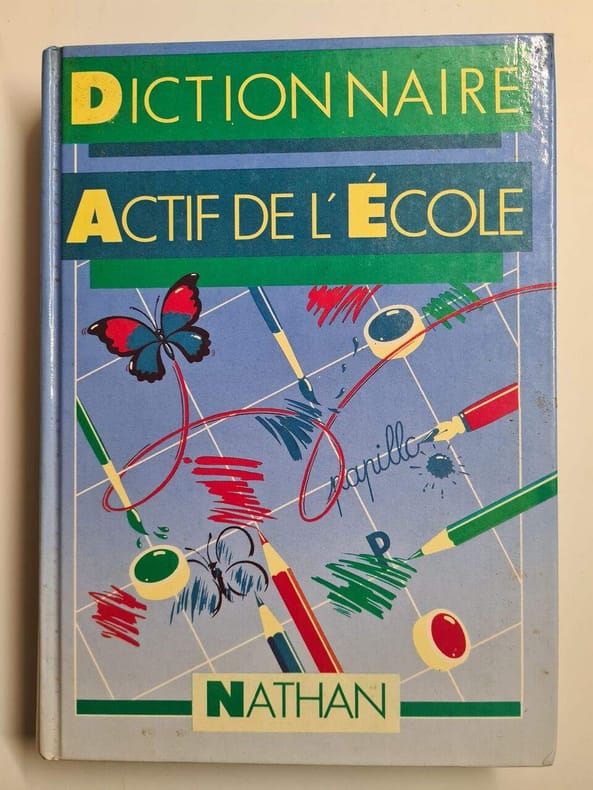 DICTIONNAIRE
ACTIF DE L'ÉCOLE
papillo
P
NATHAN